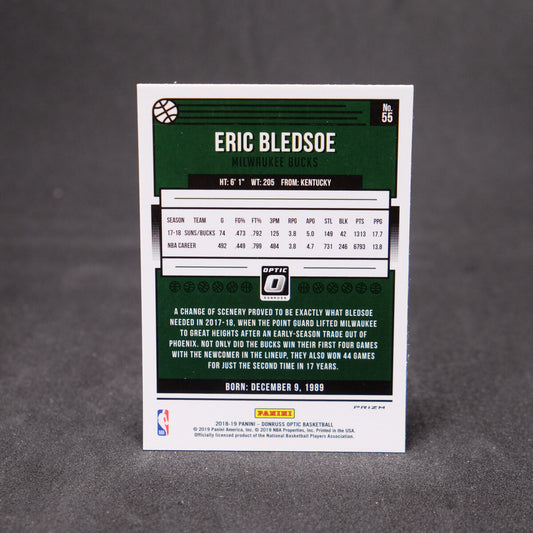 No.
55
ERIC BLEDSOE
MILWAUKEE BUCKS
HT: 6' 1" WT: 205 FROM: KENTUCKY
SEASON TEAM G FG% FT% 3PM RPG APG STL BLK PTS PPG
17-18 SUNS/BUCKS 74 .473 .792 125 3.8 5.0 149 42 1313 17.7
NBA CAREER 492 .449 .799 484 3.8 4.7 731 246 6793 13.8
OPTIC
DONRUSS
A CHANGE OF SCENERY PROVED TO BE EXACTLY WHAT BLEDSOE
NEEDED IN 2017-18, WHEN THE POINT GUARD LIFTED MILWAUKEE
TO GREAT HEIGHTS AFTER AN EARLY-SEASON TRADE OUT OF
PHOENIX. NOT ONLY DID THE BUCKS WIN THEIR FIRST FOUR GAMES
WITH THE NEWCOMER IN THE LINEUP, THEY ALSO WON 44 GAMES
FOR JUST THE SECOND TIME IN 17 YEARS.
BORN: DECEMBER 9, 1989
PANINI
PRIZM
NBA
2018-19 PANINI - DONRUSS OPTIC BASKETBALL
© 2019 Panini America, Inc. © 2019 NBA Properties, Inc. Printed in the USA.
Officially licensed product of the National Basketball Players Association.